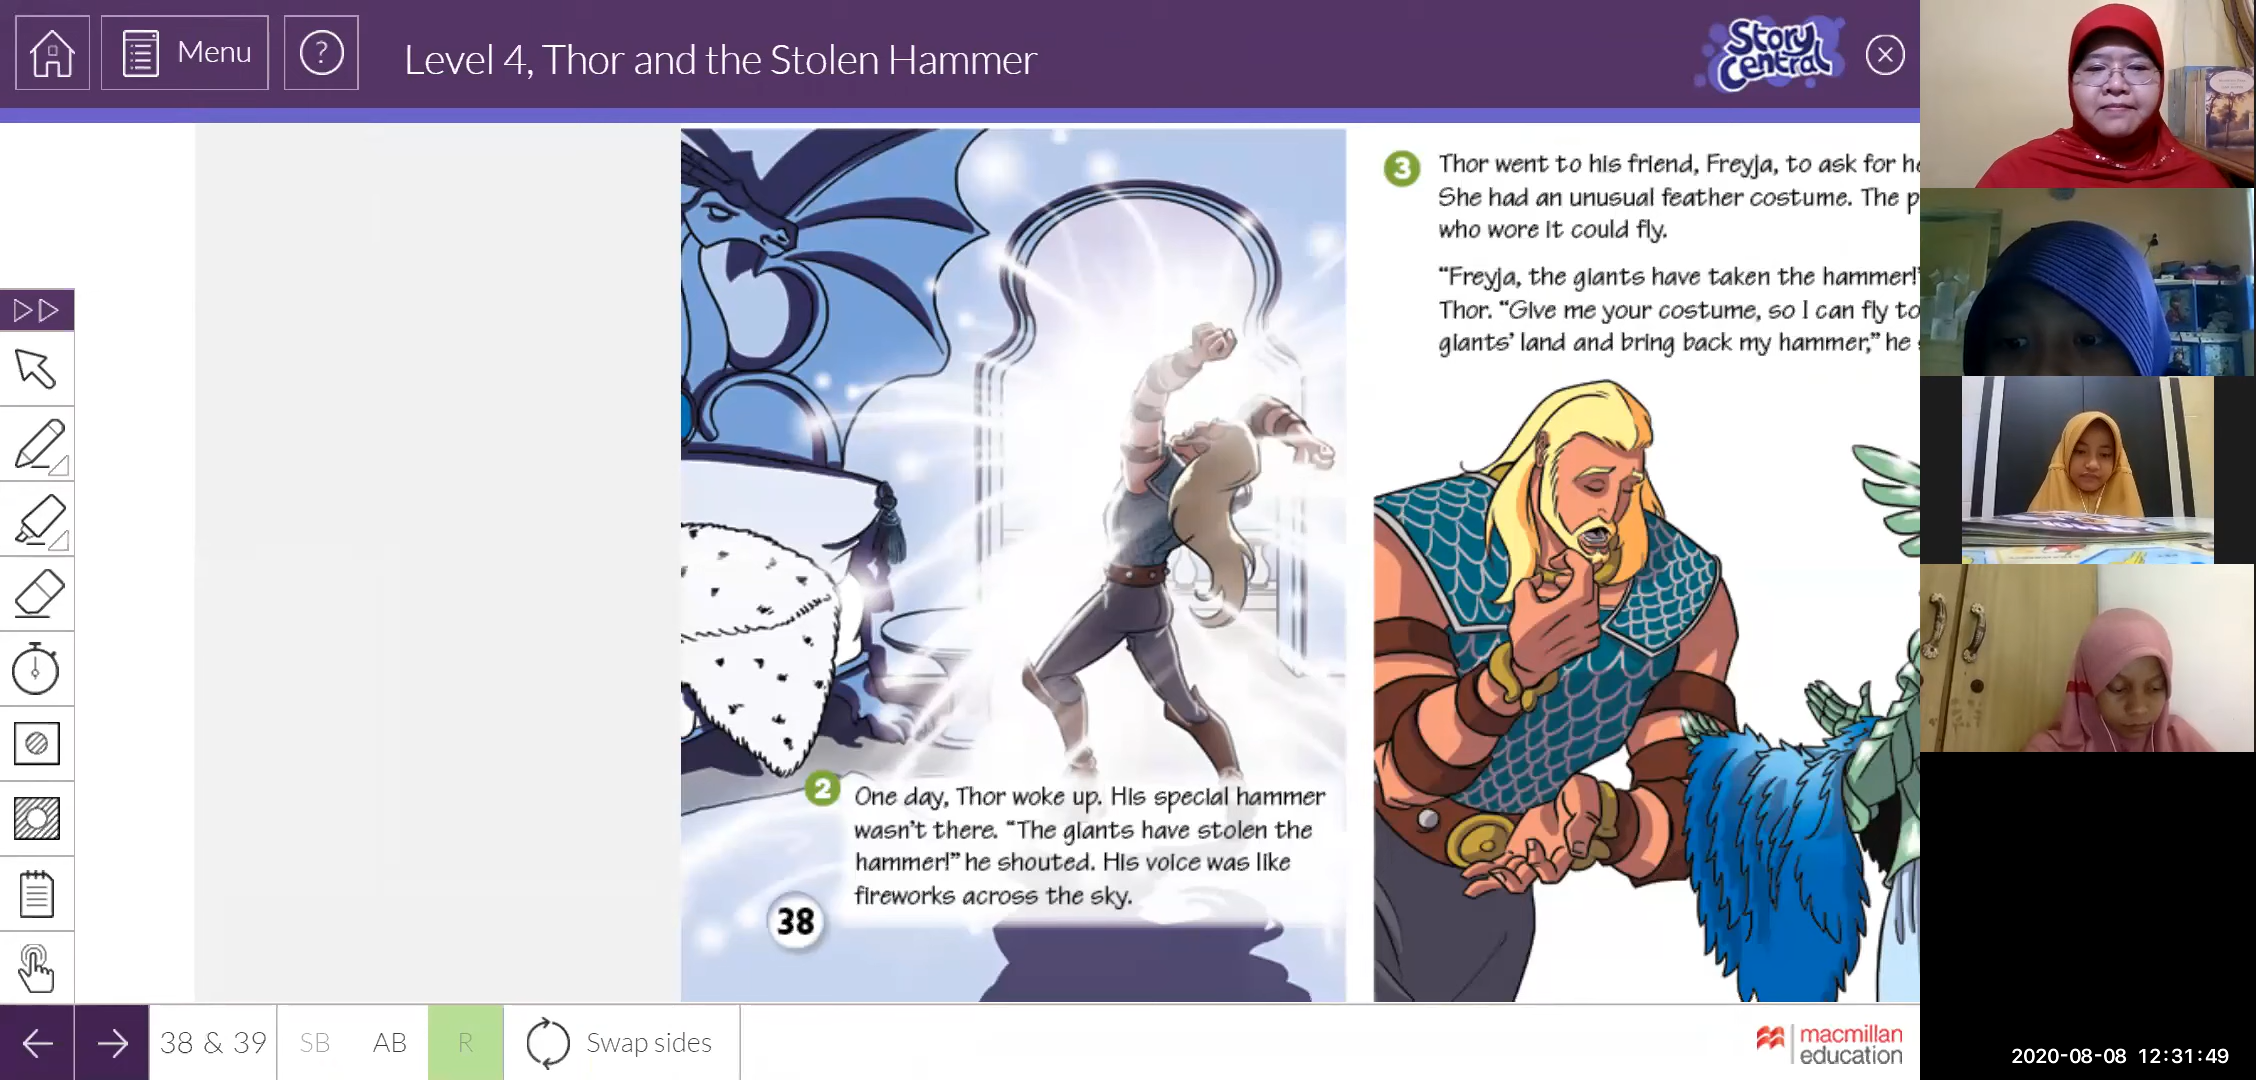 Menu
?
Level 4, Thor and the Stolen Hammer
Story
Central
2
One day, Thor woke up. His special hammer
wasn't there. "The giants have stolen the
hammer!" he shouted. His voice was like
fireworks across the sky.
38
3
Thor went to his friend, Freyja, to ask for
She had an unusual feather costume. The
who wore it could fly.
"Freyja, the giants have taken the hammer!
Thor. "Give me your costume, so I can fly to
giants' land and bring back my hammer," he
38 & 39
SB
AB
R
Swap sides
macmillan
education
2020-08-08 12:31:49